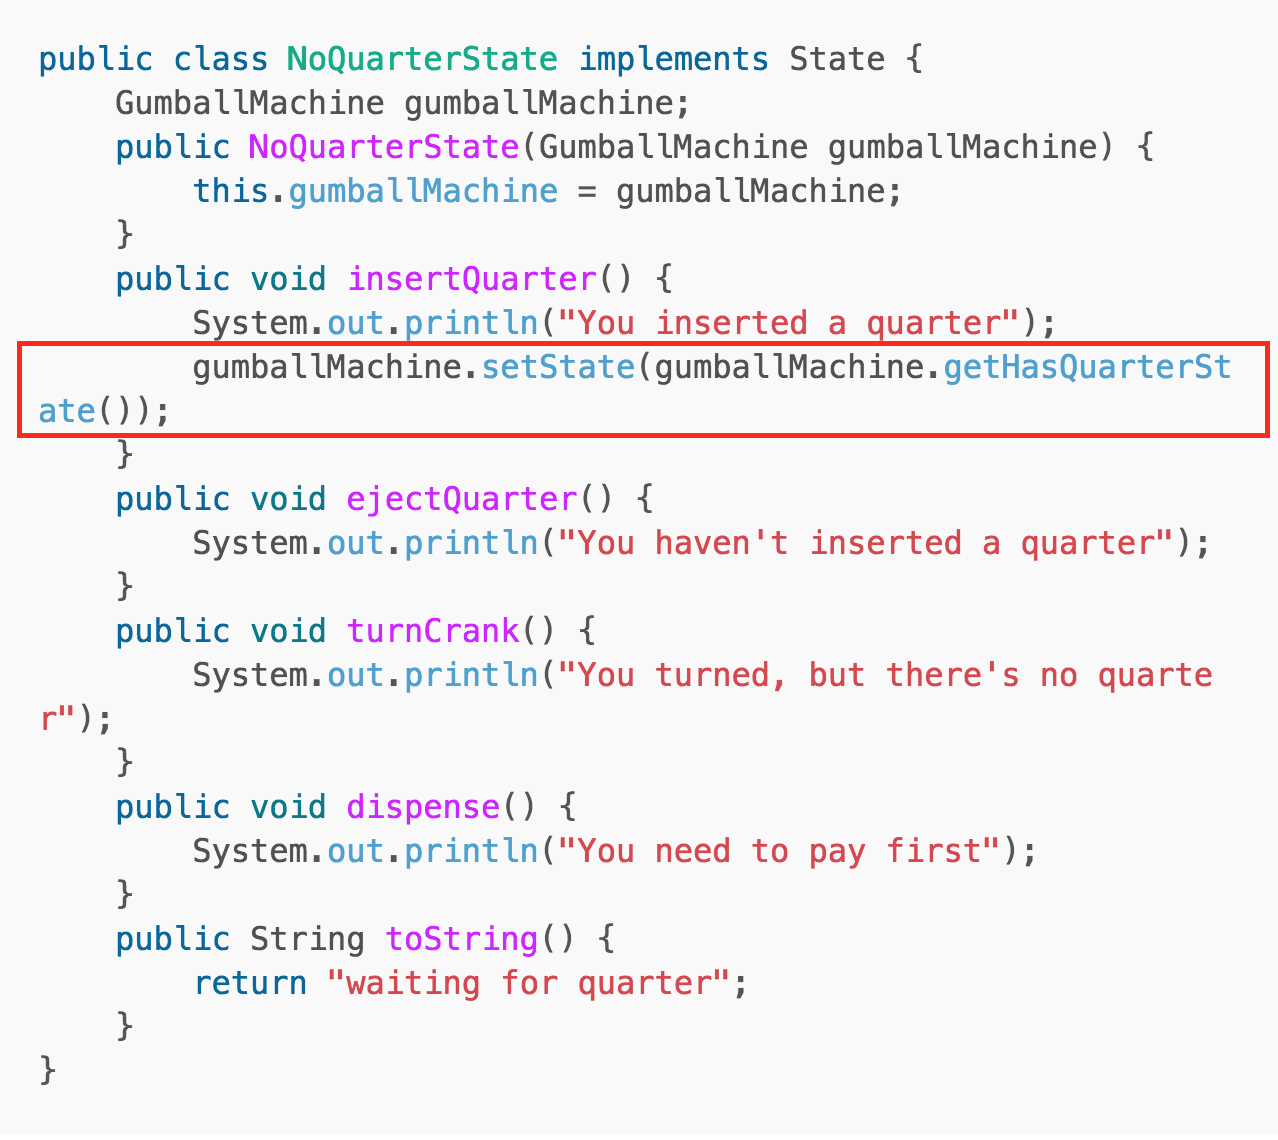 public class NoQuarterState implements State {
GumballMachine gumballMachine;
public NoQuarterState(GumballMachine gumballMachine) {
this.gumballMachine = gumballMachine;
}
public void insertQuarter() {
System.out.println("You inserted a quarter");
gumballMachine.setState(gumballMachine.getHasQuarterSt
ate());
}
public void ejectQuarter() {
System.out.println("You haven't inserted a quarter");
}
public void turnCrank() {
System.out.println("You turned, but there's no quarte
r");
}
public void dispense() {
System.out.println("You need to pay first");
}
public String toString() {
return "waiting for quarter";
}
}